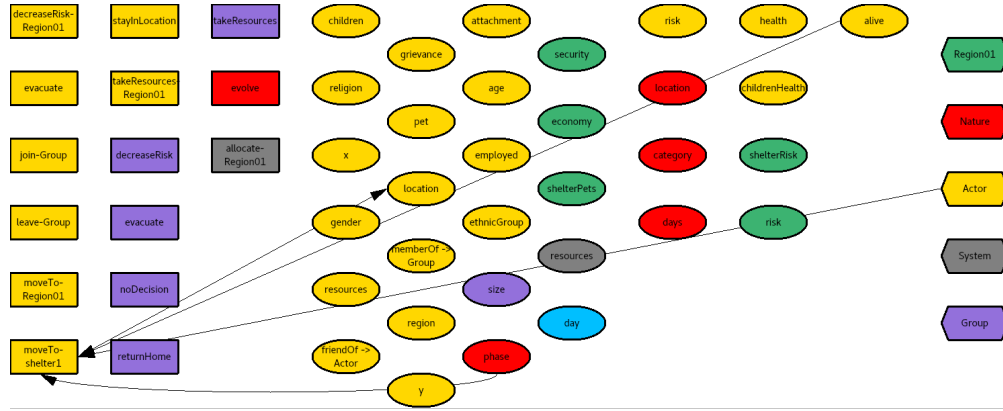 decreaseRisk-
Region01
stayInLocation
takeResources
children
attachment
risk
health
alive
grievance
security
Region01
evacuate
takeResources-
Region01
evolve
religion
age
location
childrenHealth
pet
economy
Nature
join-Group
decreaseRisk
allocate-
Region01
x
employed
category
shelterRisk
location
shelterPets
Actor
leave-Group
evacuate
gender
ethnicGroup
days
risk
memberOf ->
Group
resources
System
moveTo-
Region01
noDecision
resources
size
region
day
Group
moveTo-
shelter1
returnHome
friendOf ->
Actor
phase
y